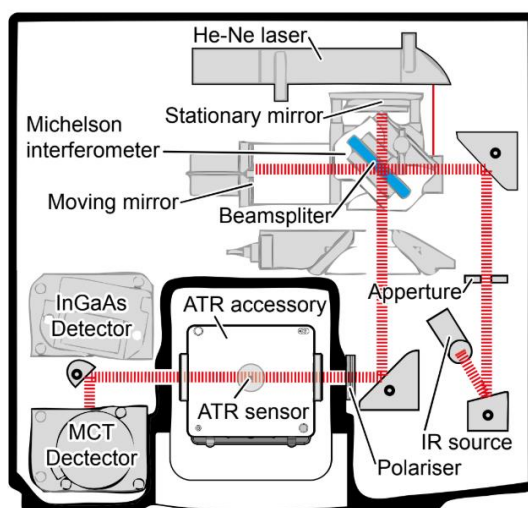 He-Ne laser
Stationary mirror
Michelson
interferometer
Moving mirror
Beamspliter
InGaAs
Detector
ATR accessory
Apperture
ATR sensor
MCT
Dectector
IR source
Polariser